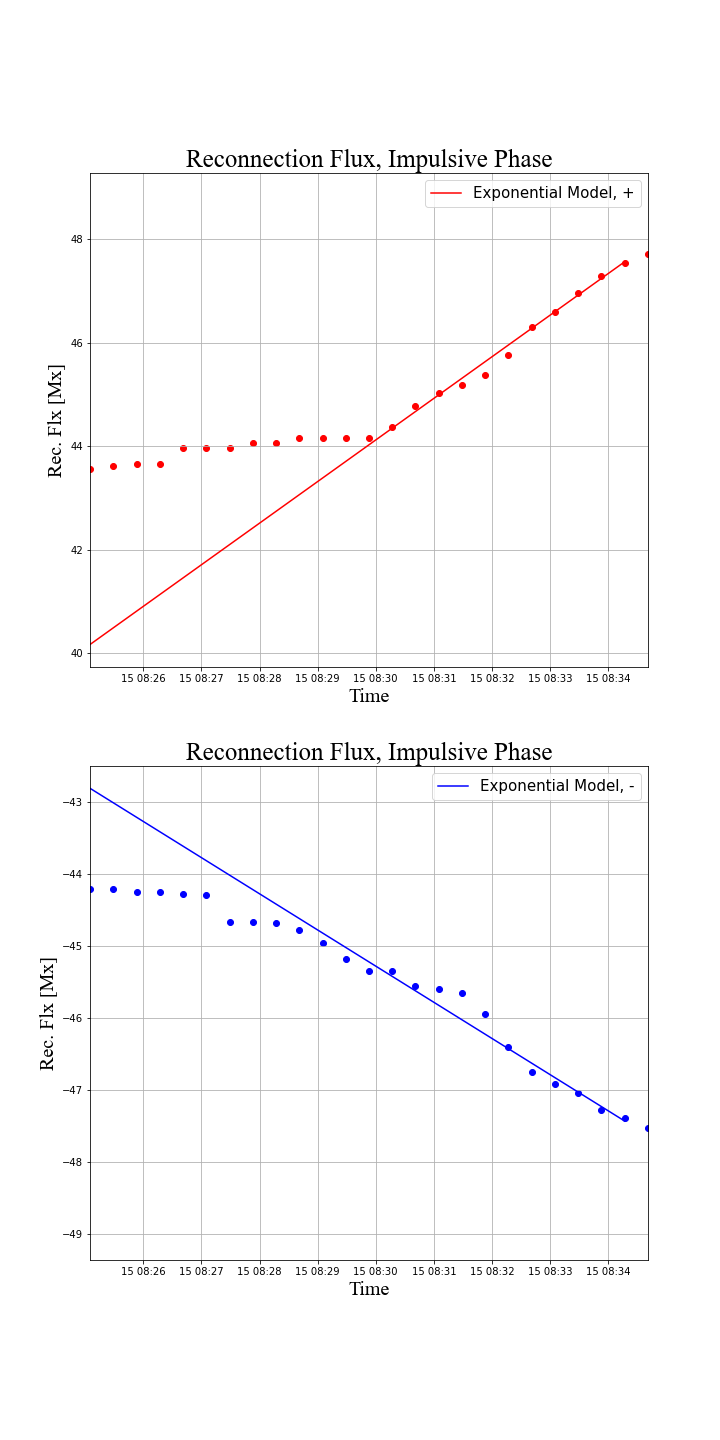 Reconnection Flux, Impulsive Phase
Exponential Model, +
48
46
44
42
40
Rec. Flx [Mx]
15 08:26 15 08:27 15 08:28 15 08:29 15 08:30 15 08:31 15 08:32 15 08:33 15 08:34
Time
Reconnection Flux, Impulsive Phase
Exponential Model, -
−43
−44
−45
−46
−47
−48
−49
Rec. Flx [Mx]
15 08:26 15 08:27 15 08:28 15 08:29 15 08:30 15 08:31 15 08:32 15 08:33 15 08:34
Time